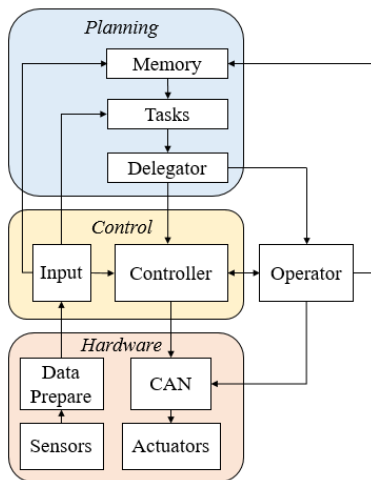 Planning
Memory
Tasks
Delegator
Control
Input
Controller
Operator
Hardware
Data
Prepare
CAN
Sensors
Actuators